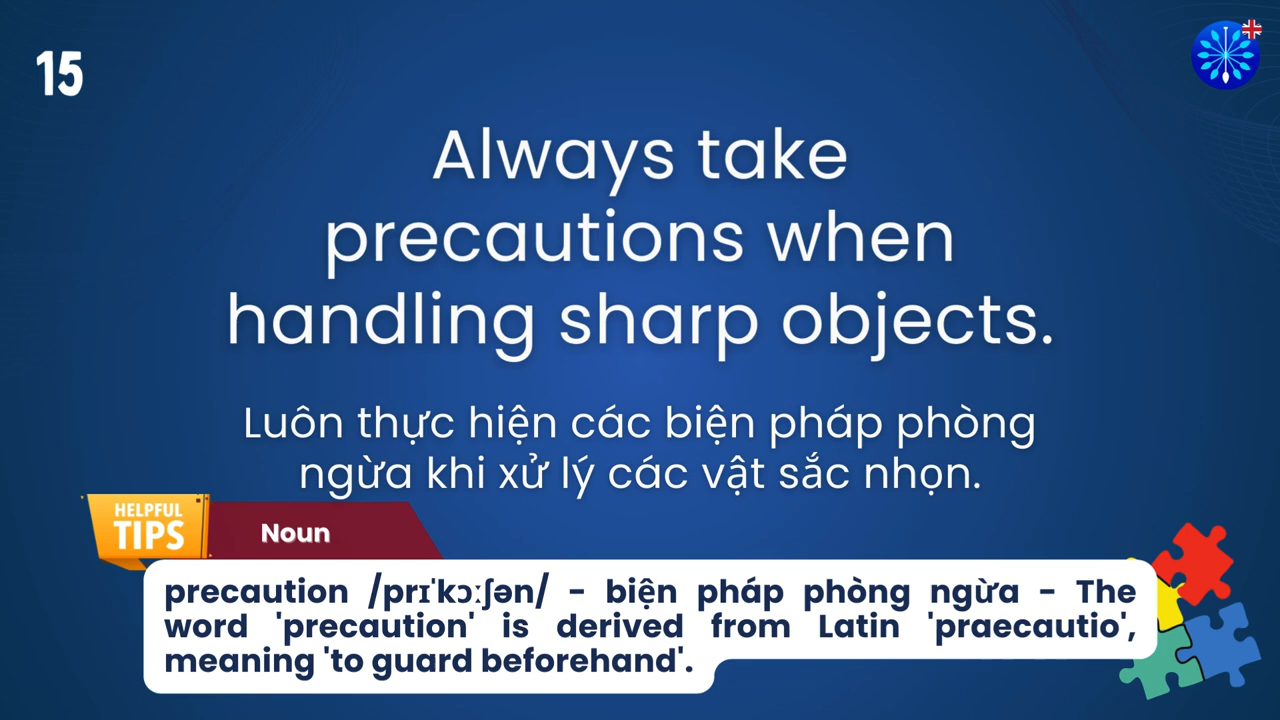 15
Always take
precautions when
handling sharp objects.
Luôn thực hiện các biện pháp phòng
ngừa khi xử lý các vật sắc nhọn.
HELPFUL
TIPS
Noun
precaution /prɪˈkɔːʃən/ - biện pháp phòng ngừa - The
word 'precaution' is derived from Latin 'praecautio',
meaning 'to guard beforehand'.